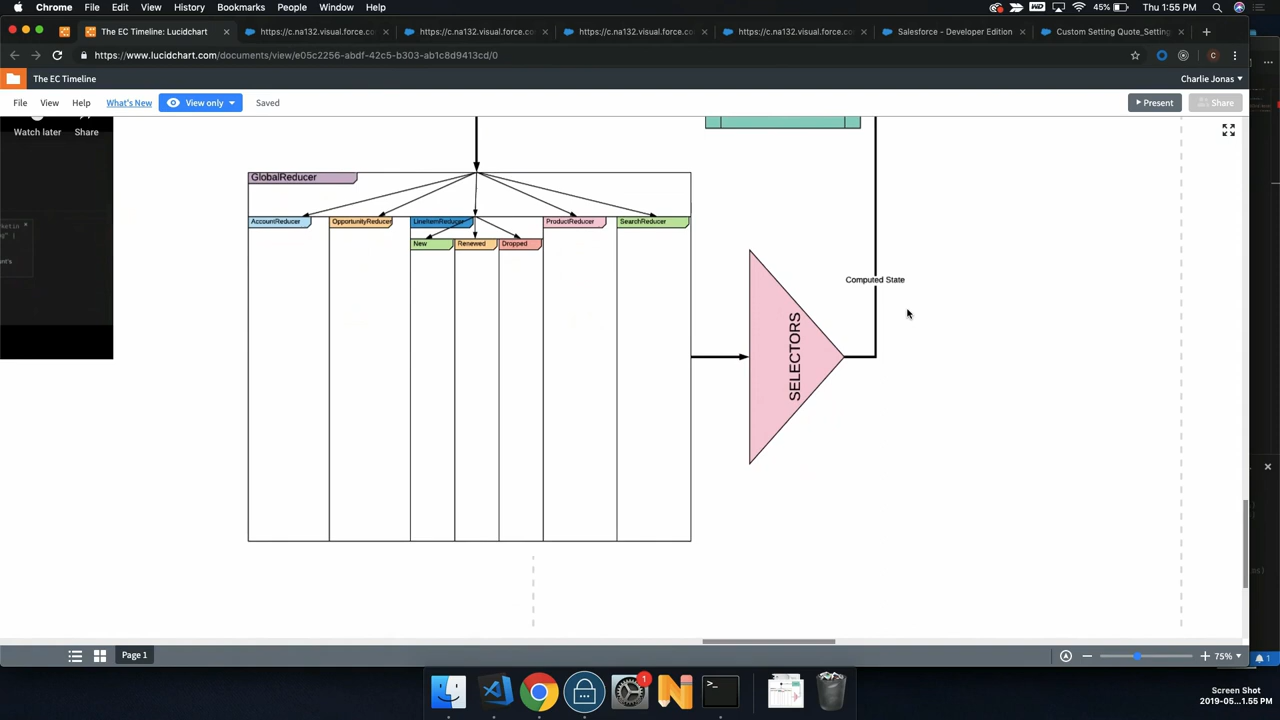 Chrome File Edit View History Bookmarks People Window Help
45% Thu 1:55 PM
The EC Timeline: Lucidchart
https://c.na132.visual.force.co
https://c.na132.visual.force.co
https://c.na132.visual.force.co
https://c.na132.visual.force.co
Salesforce - Developer Edition
Custom Setting Quote_Setting
https://www.lucidchart.com/documents/view/e05c2256-abdf-42c5-b303-ab1c8d9413cd/0
C
The EC Timeline
Charlie Jonas
File View Help What's New View only Saved
Present Share
Watch later Share
GlobalReducer
AccountReducer OpportunityReducer LineItemReducer ProductReducer SearchReducer
New Renewed Dropped
Computed State
SELECTORS
Page 1
75%
1
1
Screen Shot
2019-05...1.55 PM